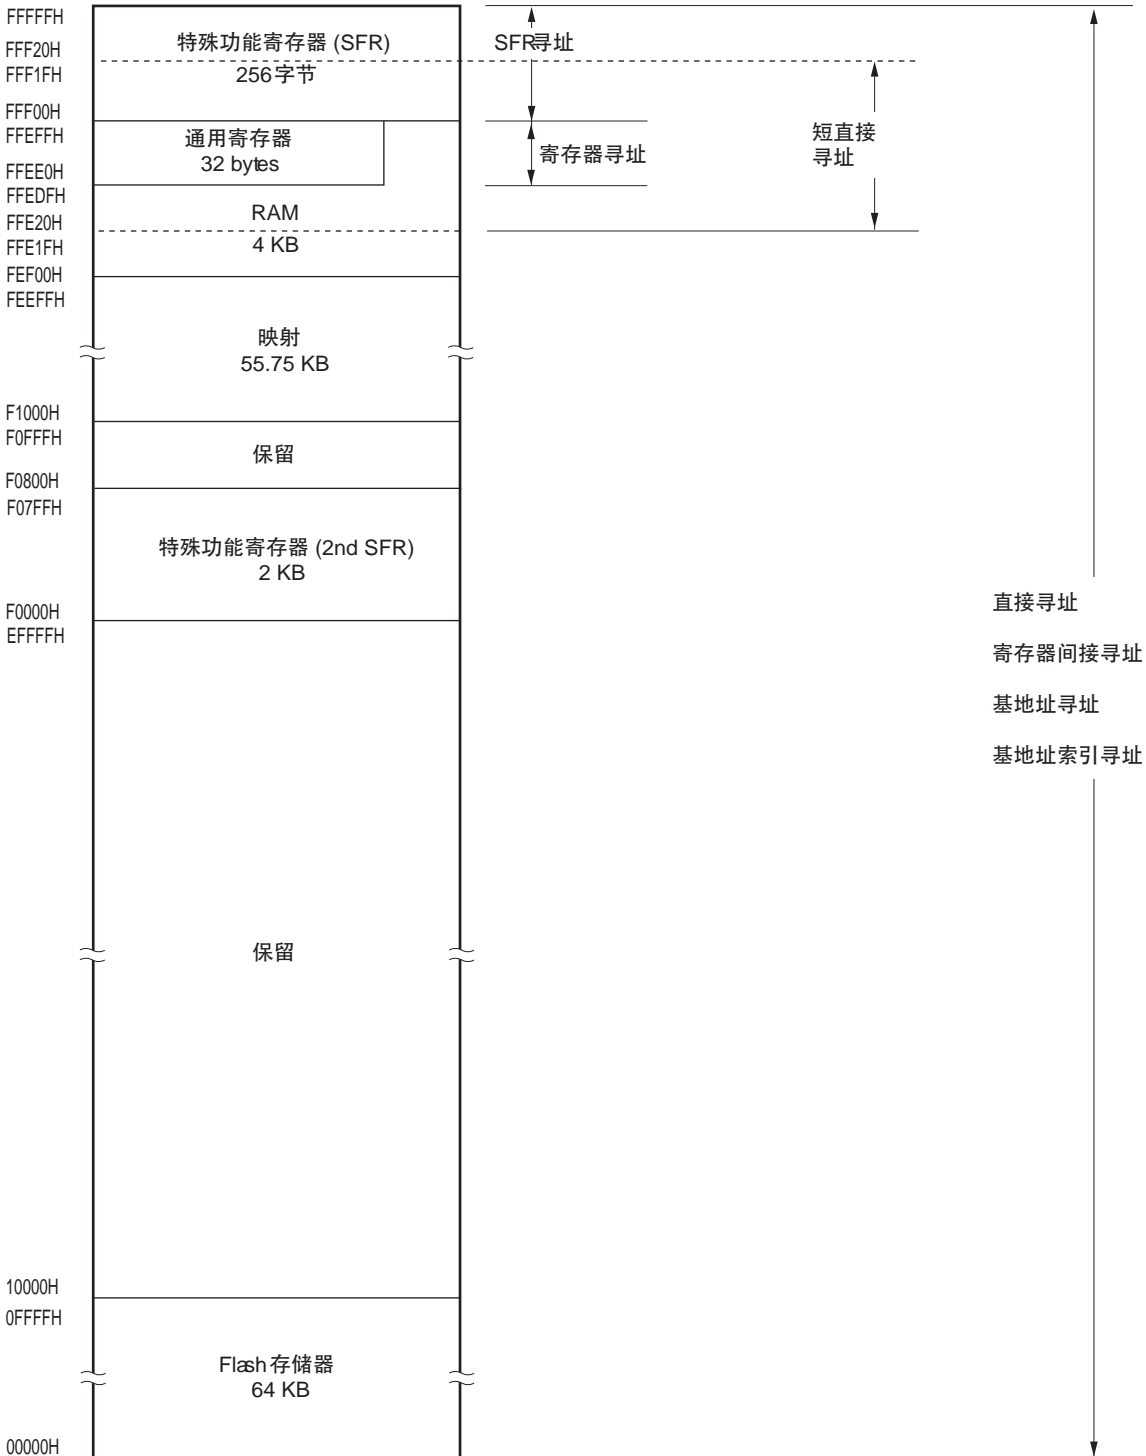 FFFFFH
特殊功能寄存器 (SFR)
SFR寻址
FFF20H
FFF1FH
256字节
FFF00H
FFEFFH
通用寄存器
32 bytes
寄存器寻址
短直接
寻址
FFEE0H
FFEDFH
RAM
FFE20H
FFE1FH
4 KB
FEF00H
FEEFFH
映射
55.75 KB
F1000H
F0FFFH
保留
F0800H
F07FFH
特殊功能寄存器 (2nd SFR)
2 KB
F0000H
EFFFFH
直接寻址
寄存器间接寻址
基地址寻址
基地址索引寻址
保留
10000H
0FFFFH
Flash存储器
64 KB
00000H